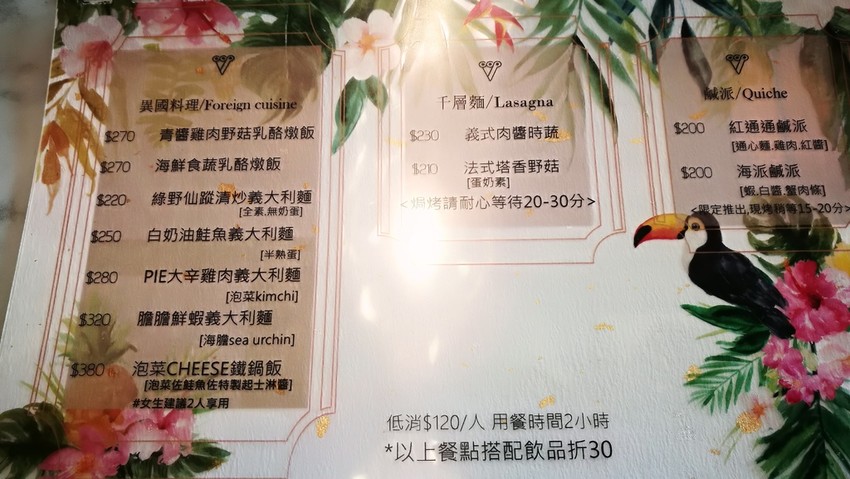 異國料理/Foreign cuisine
$270 青醬雞肉野菇乳酪燉飯
$270 海鮮食蔬乳酪燉飯
$220 綠野仙蹤清炒義大利麵
[全素.無奶蛋]
$250 白奶油鮭魚義大利麵
[半熟蛋]
$280 PIE大辛雞肉義大利麵
[泡菜kimchi]
$320 膽膽鮮蝦義大利麵
[海膽sea urchin]
$380 泡菜CHEESE鐵鍋飯
[泡菜佐鮭魚佐特製起士淋醬]
#女生建議2人享用
千層麵/Lasagna
$230 義式肉醬時蔬
$210 法式塔香野菇
[蛋奶素]
<焗烤請耐心等待20-30分>
鹹派/Quiche
$200 紅通通鹹派
[通心麵.雞肉.紅醬]
$200 海派鹹派
[蝦.白醬.蟹肉條]
<限定推出,現烤稍等15-20分>
低消$120/人 用餐時間2小時
*以上餐點搭配飲品折30